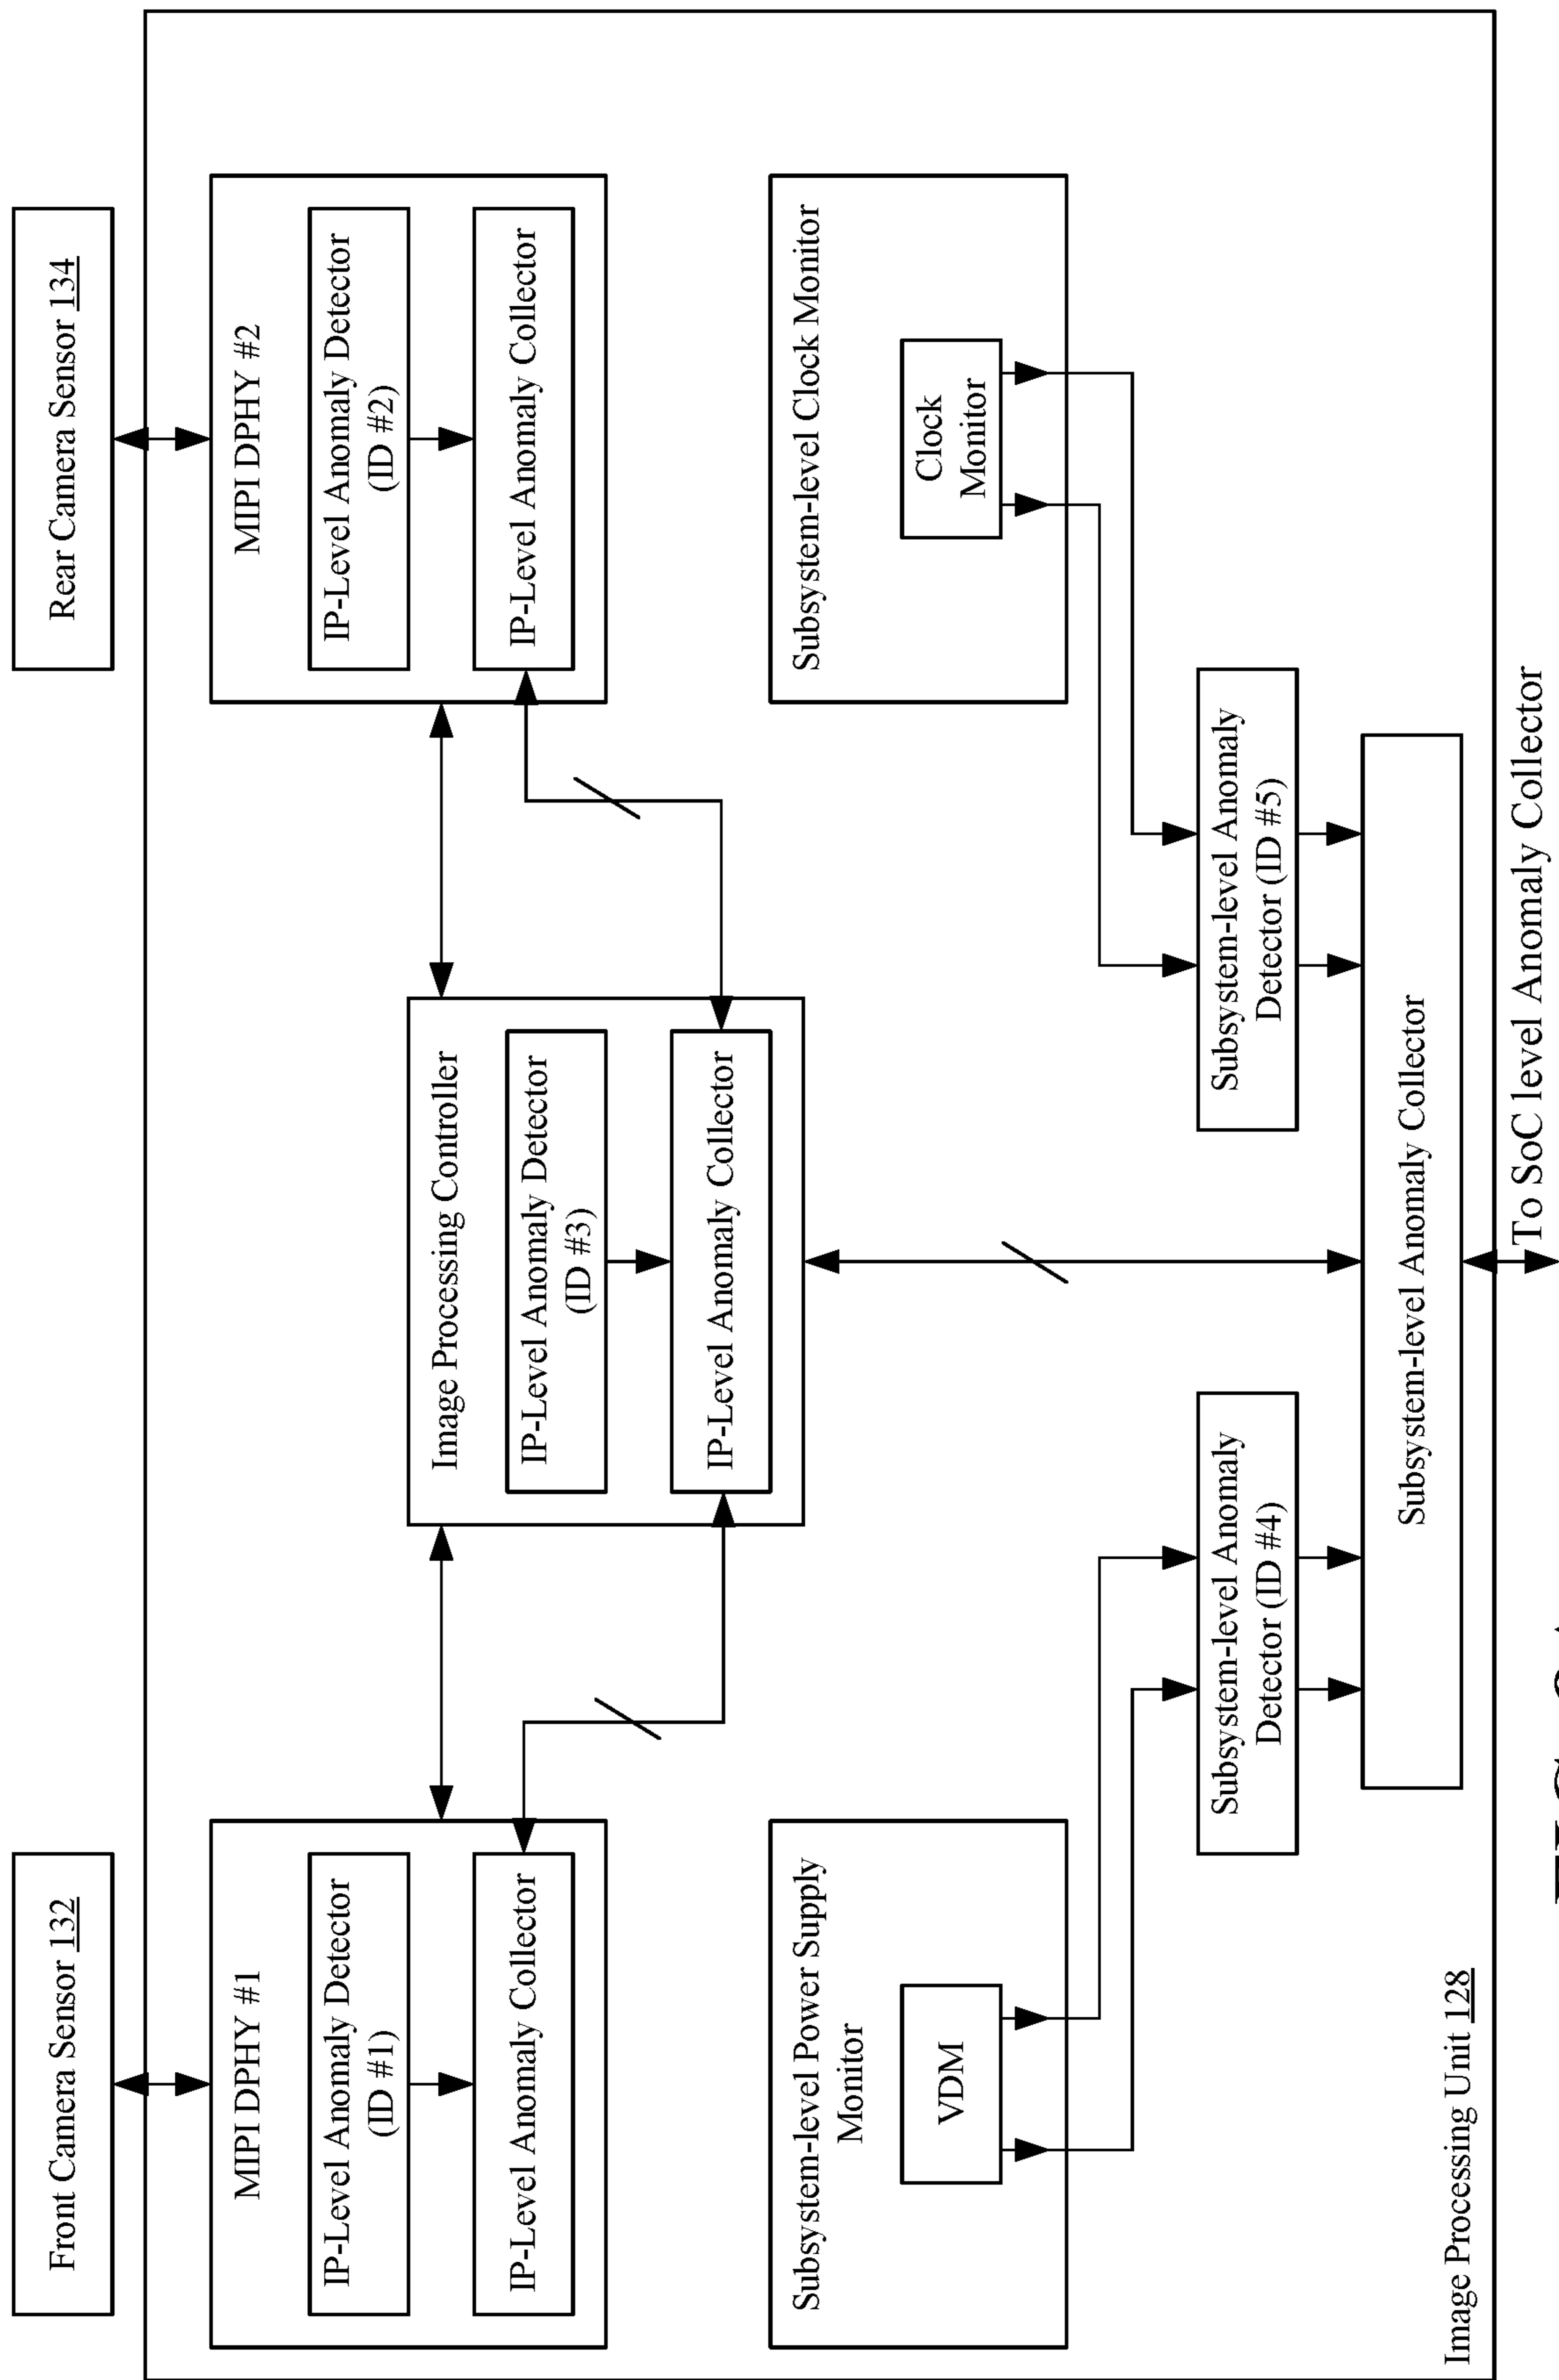 Front Camera Sensor 132
Rear Camera Sensor 134
MIPI DPHY #1
IP-Level Anomaly Detector
(ID #1)
IP-Level Anomaly Collector
Image Processing Controller
IP-Level Anomaly Detector
(ID #3)
IP-Level Anomaly Collector
MIPI DPHY #2
IP-Level Anomaly Detector
(ID #2)
IP-Level Anomaly Collector
Subsystem-level Power Supply
Monitor
VDM
Subsystem-level Clock Monitor
Clock
Monitor
Subsystem-level Anomaly
Detector (ID #4)
Subsystem-level Anomaly
Detector (ID #5)
Subsystem-level Anomaly Collector
Image Processing Unit 128
To SoC level Anomaly Collector